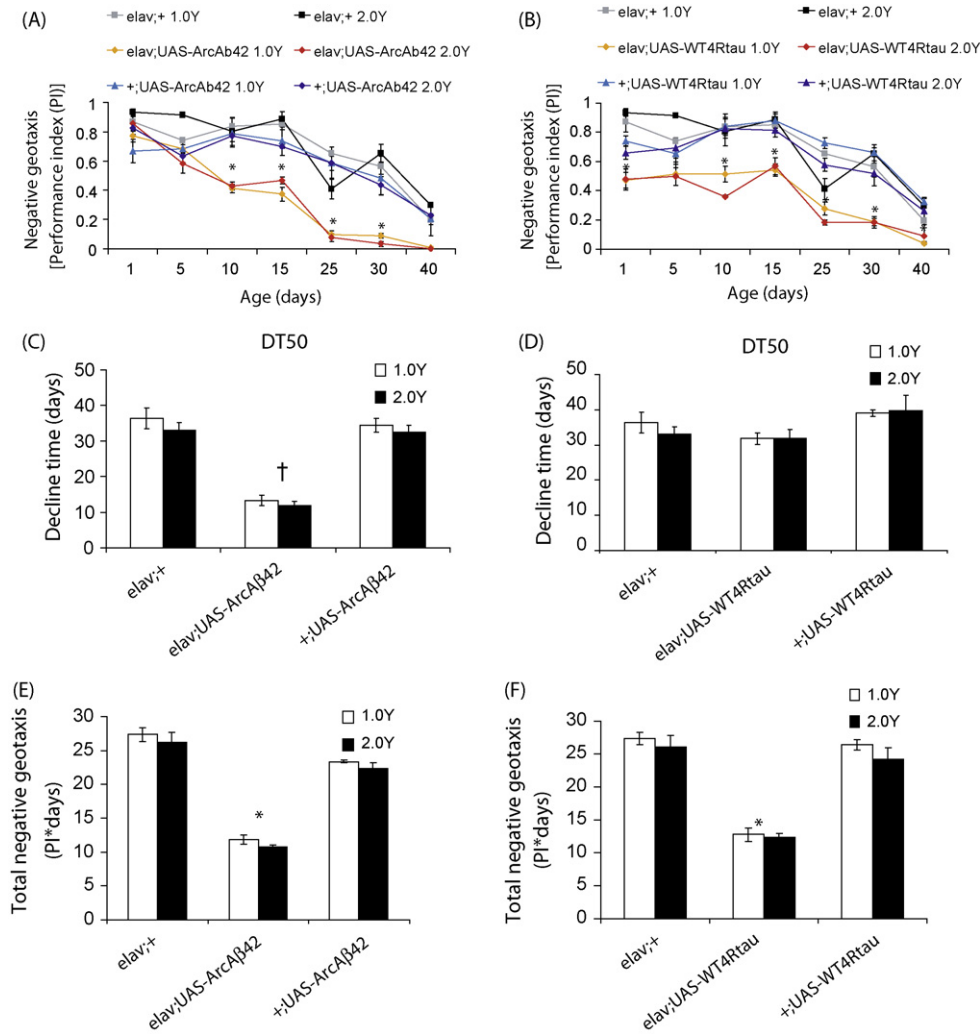 (A)
elav;+ 1.0Y elav;+ 2.0Y
elav;UAS-ArcAb42 1.0Y elav;UAS-ArcAb42 2.0Y
+;UAS-ArcAb42 1.0Y +;UAS-ArcAb42 2.0Y
Negative geotaxis
[Performance index (PI)]
1
0.8
0.6
0.4
0.2
0
* * * *
1 5 10 15 25 30 40
Age (days)
(B)
elav;+ 1.0Y elav;+ 2.0Y
elav;UAS-WT4Rtau 1.0Y elav;UAS-WT4Rtau 2.0Y
+;UAS-WT4Rtau 1.0Y +;UAS-WT4Rtau 2.0Y
Negative geotaxis
[Performance index (PI)]
1
0.8
0.6
0.4
0.2
0
* * * * * * *
1 5 10 15 25 30 40
Age (days)
(C)
DT50
1.0Y
2.0Y
Decline time (days)
50
40
30
20
10
0
†
elav;+
elav;UAS-ArcAβ42
+;UAS-ArcAβ42
(D)
DT50
1.0Y
2.0Y
Decline time (days)
50
40
30
20
10
0
elav;+
elav;UAS-WT4Rtau
+;UAS-WT4Rtau
(E)
1.0Y
2.0Y
Total negative geotaxis
(PI*days)
30
25
20
15
10
5
0
*
elav;+
elav;UAS-ArcAβ42
+;UAS-ArcAβ42
(F)
1.0Y
2.0Y
Total negative geotaxis
(PI*days)
30
25
20
15
10
5
0
*
elav;+
elav;UAS-WT4Rtau
+;UAS-WT4Rtau